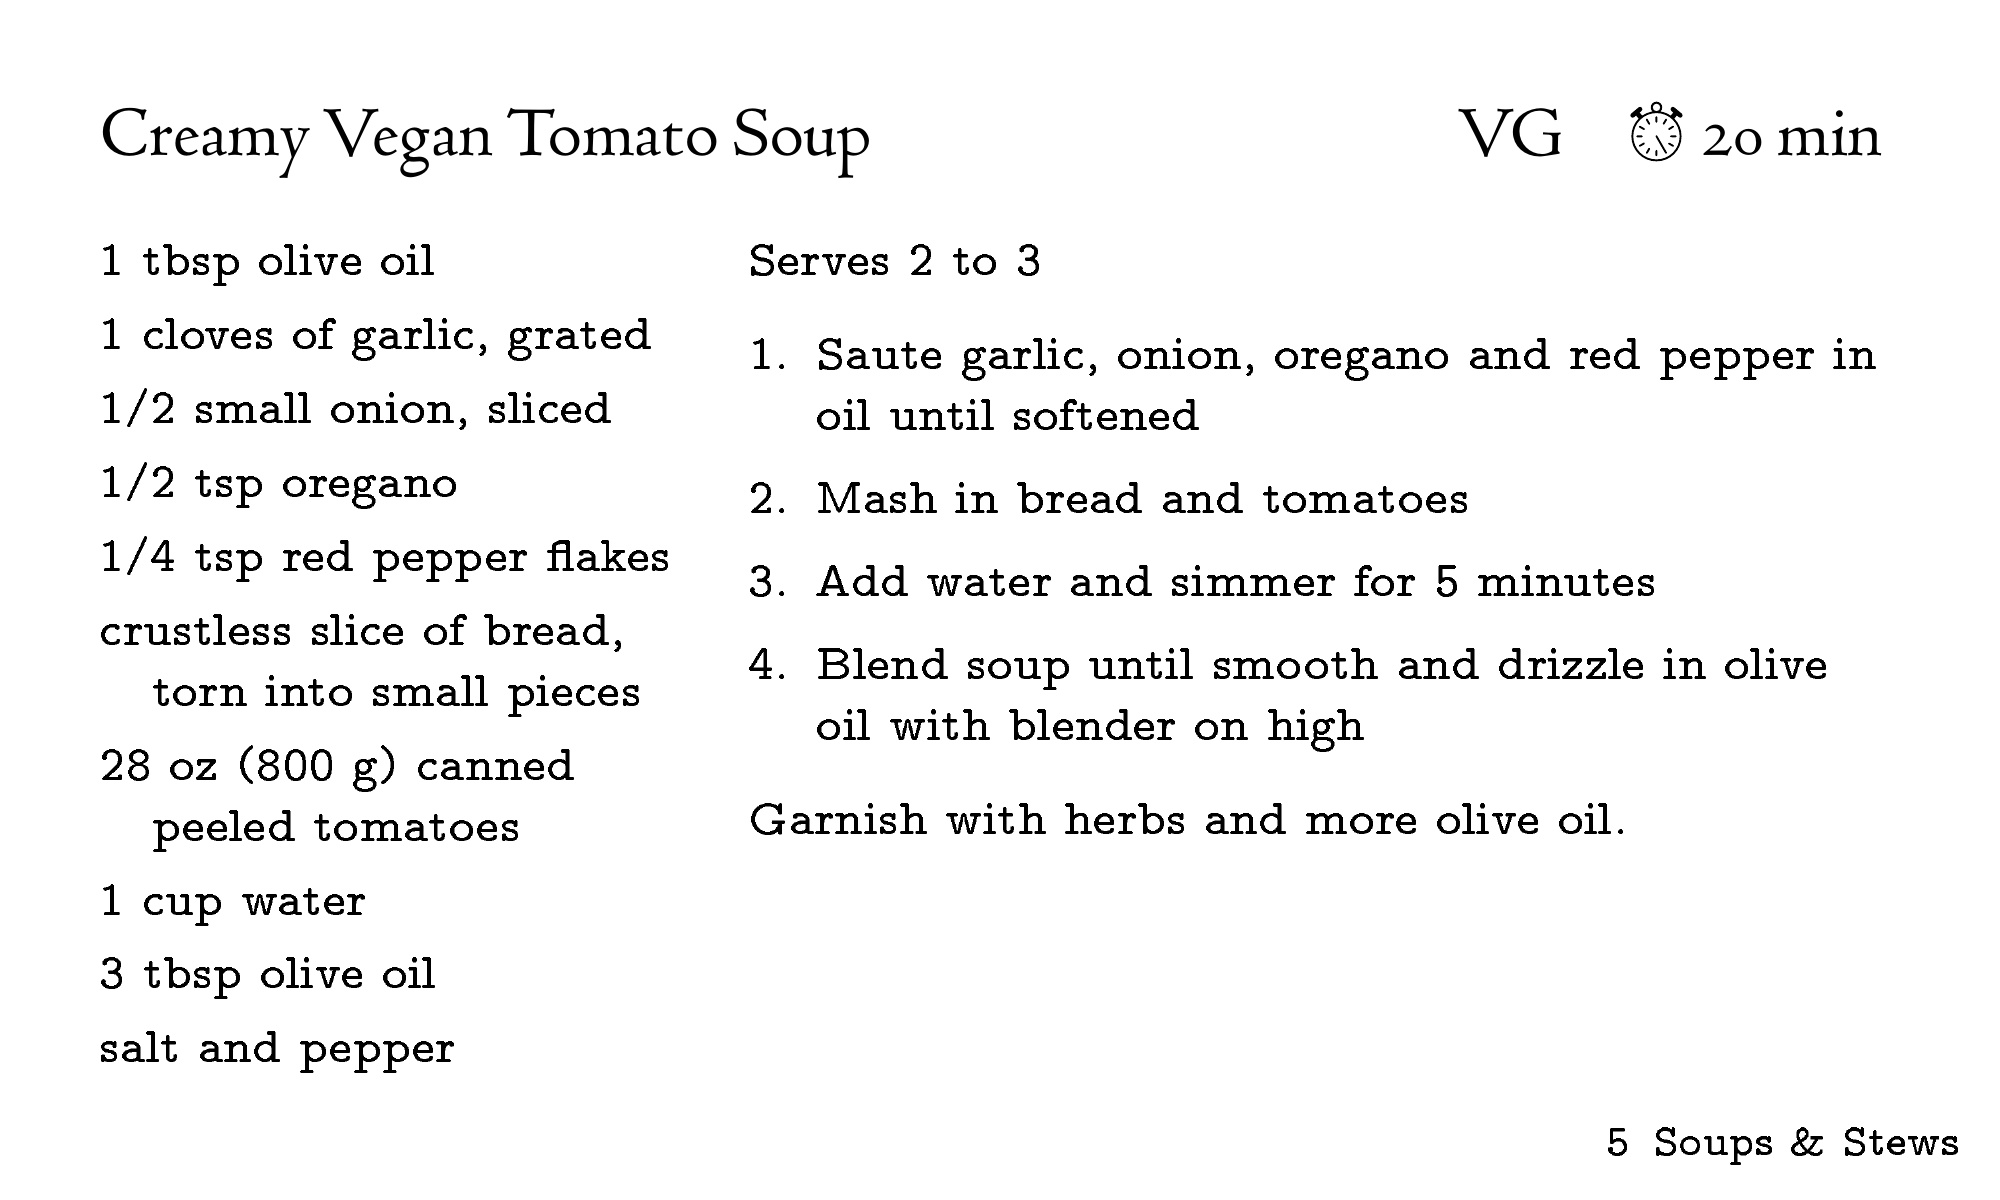 Creamy Vegan Tomato Soup
VG 20 min
1 tbsp olive oil
1 cloves of garlic, grated
1/2 small onion, sliced
1/2 tsp oregano
1/4 tsp red pepper flakes
crustless slice of bread,
torn into small pieces
28 oz (800 g) canned
peeled tomatoes
1 cup water
3 tbsp olive oil
salt and pepper
Serves 2 to 3
1. Saute garlic, onion, oregano and red pepper in
oil until softened
2. Mash in bread and tomatoes
3. Add water and simmer for 5 minutes
4. Blend soup until smooth and drizzle in olive
oil with blender on high
Garnish with herbs and more olive oil.
5 Soups & Stews